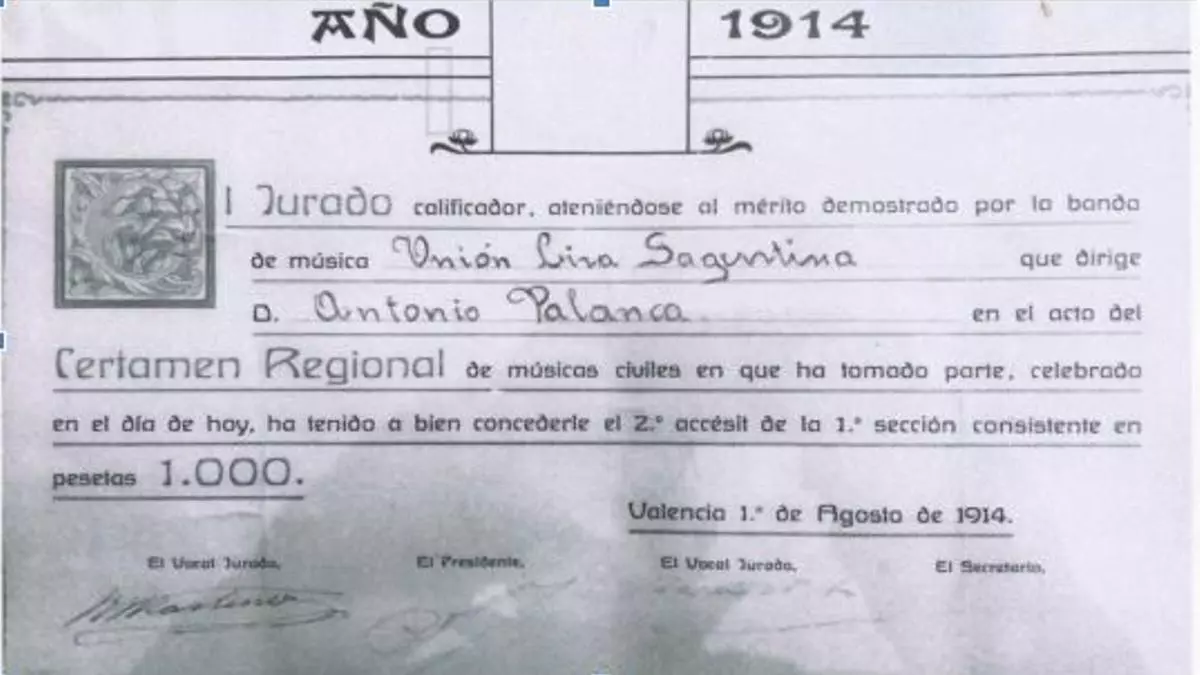 AÑO 1914
El Jurado calificador, ateniéndose al mérito demostrado por la banda
de música Unión Lira Saguntina que dirige
D. Antonio Palanca en el acto del
Certamen Regional de músicas civiles en que ha tomado parte, celebrado
en el día de hoy, ha tenido a bien concederle el 2.º accésit de la 1.ª sección consistente en
pesetas 1.000.
Valencia 1.º de Agosto de 1914.
El Vocal Jurado, El Presidente, El Vocal Jurado, El Secretario,